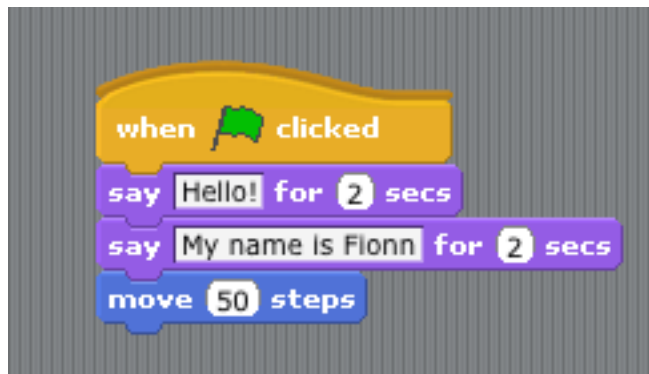 when clicked
say Hello! for 2 secs
say My name is Fionn for 2 secs
move 50 steps